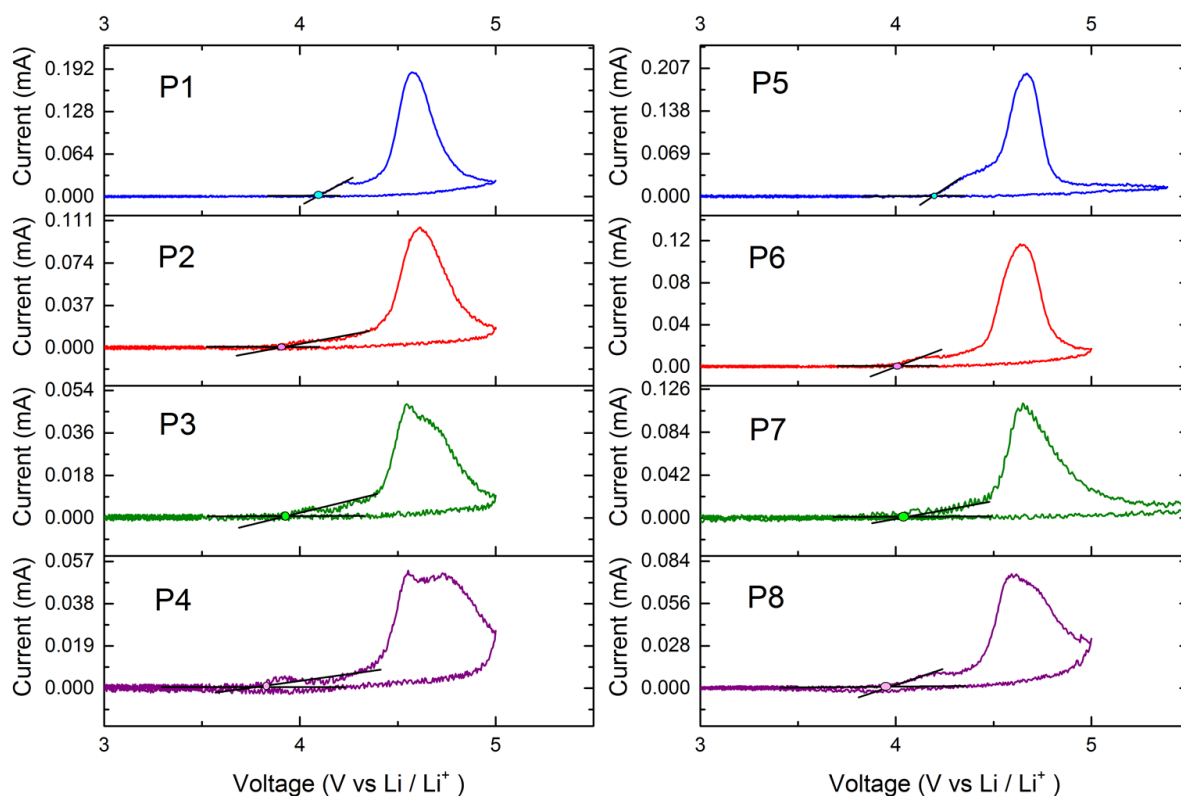 3 4 5
3 4 5
Current (mA)
0.192
0.128
0.064
0.000
P1
Current (mA)
0.207
0.138
0.069
0.000
P5
Current (mA)
0.111
0.074
0.037
0.000
P2
Current (mA)
0.12
0.08
0.04
0.00
P6
Current (mA)
0.054
0.036
0.018
0.000
P3
Current (mA)
0.126
0.084
0.042
0.000
P7
Current (mA)
0.057
0.038
0.019
0.000
P4
Current (mA)
0.084
0.056
0.028
0.000
P8
3 4 5
3 4 5
Voltage (V vs Li / Li⁺ )
Voltage (V vs Li / Li⁺ )